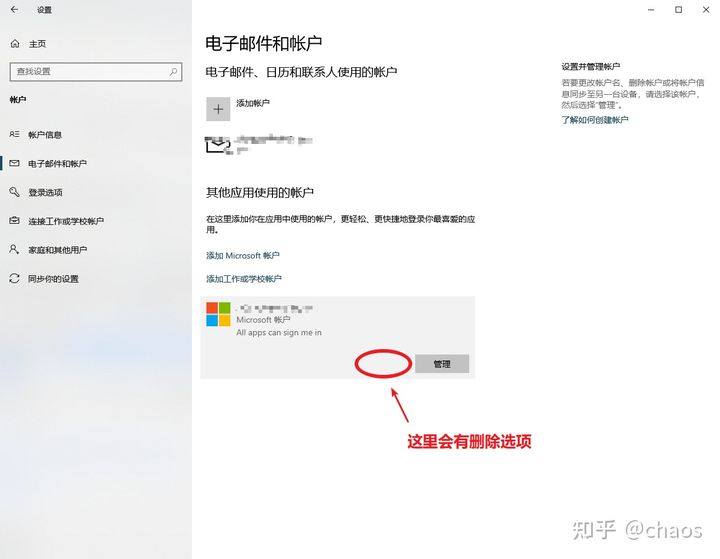 设置
主页
查找设置
帐户
帐户信息
电子邮件和帐户
登录选项
连接工作或学校帐户
家庭和其他用户
同步你的设置
电子邮件和帐户
电子邮件、日历和联系人使用的帐户
添加帐户
其他应用使用的帐户
在这里添加你在应用中使用的帐户，更轻松、更快捷地登录你最喜爱的应
用。
添加 Microsoft 帐户
添加工作或学校帐户
Microsoft 帐户
All apps can sign me in
管理
这里会有删除选项
设置并管理帐户
若要更改帐户名、删除帐户或将帐户信
息同步至另一台设备，请选择该帐户，
然后选择"管理"。
了解如何创建帐户
知乎 @chaos